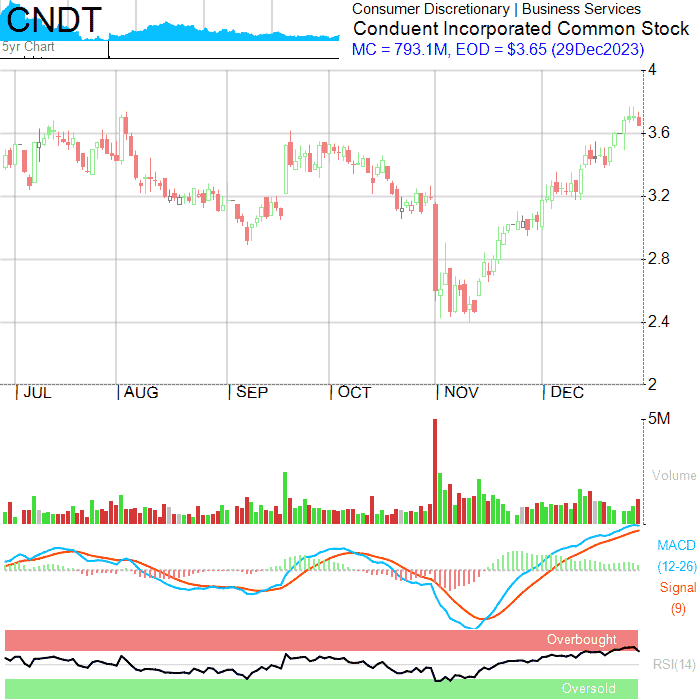 CNDT
5yr Chart
Consumer Discretionary | Business Services
Conduent Incorporated Common Stock
MC = 793.1M, EOD = $3.65 (29Dec2023)
4
3.6
3.2
2.8
2.4
2
JUL
AUG
SEP
OCT
NOV
DEC
5M
Volume
MACD
(12-26)
Signal
(9)
Overbought
RSI(14)
Oversold